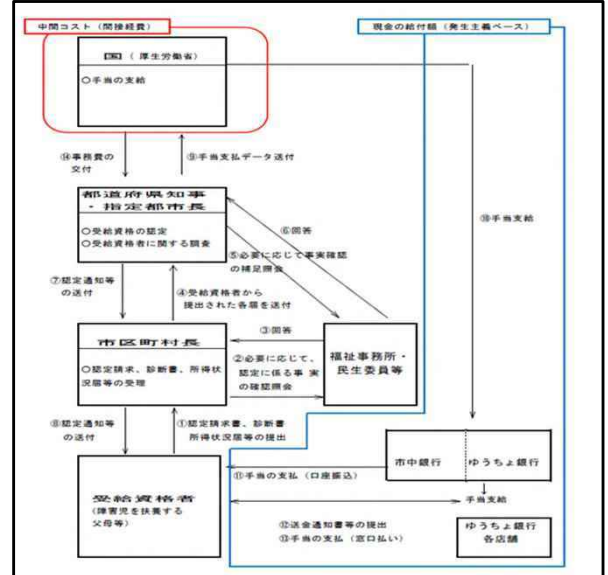 中間コスト（間接経費）
現金の給付額（発生主義ベース）
国（厚生労働省）
○手当の支給
⑭事務費の
交付
⑨手当支払データ送付
⑩手当支給
都道府県知事
・指定都市長
○受給資格の認定
○受給資格者に関する調査
⑥回答
⑤必要に応じて事実確認
の補足照会
⑦認定通知等
の送付
④受給資格者から
提出された各届を送付
③回答
市区町村長
○認定請求、診断書、所得状
況届等の受理
②必要に応じて、
認定に係る事実
の確認照会
福祉事務所・
民生委員等
⑧認定通知等
の送付
①認定請求書、診断書
所得状況届等の提出
受給資格者
（障害児を扶養する
父母等）
⑪手当の支払（口座振込）
市中銀行
ゆうちょ銀行
手当支給
⑫送金通知書等の提出
⑬手当の支払（窓口払い）
ゆうちょ銀行
各店舗